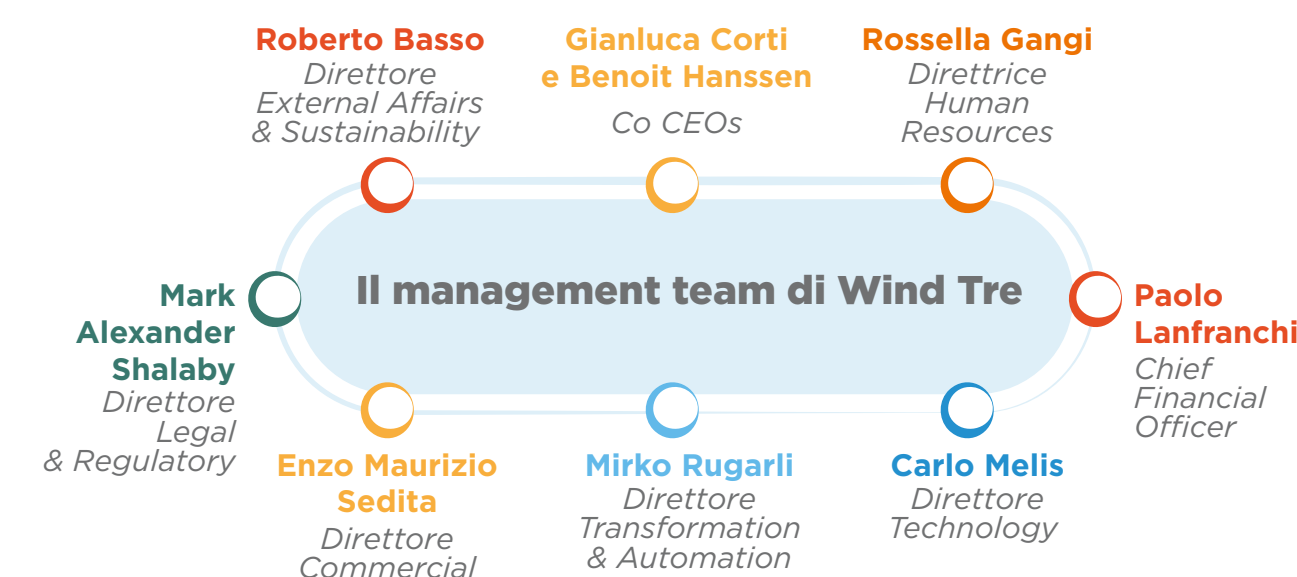 Roberto Basso
Direttore
External Affairs
& Sustainability
Gianluca Corti
e Benoit Hanssen
Co CEOs
Rossella Gangi
Direttrice
Human
Resources
Il management team di Wind Tre
Mark
Alexander
Shalaby
Direttore
Legal
& Regulatory
Paolo
Lanfranchi
Chief
Financial
Officer
Enzo Maurizio
Sedita
Direttore
Commercial
Mirko Rugarli
Direttore
Transformation
& Automation
Carlo Melis
Direttore
Technology